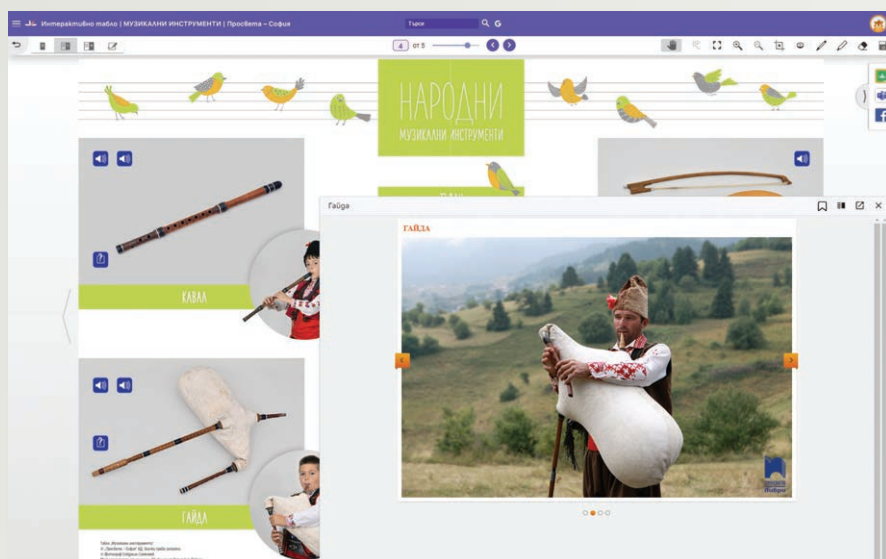 Интерактивно табло | МУЗИКАЛНИ ИНСТРУМЕНТИ | Просвета – София
Търси
4 от 5
НАРОДНИ
МУЗИКАЛНИ ИНСТРУМЕНТИ
КАВАЛ
ГАЙДА
Гайда
ГАЙДА